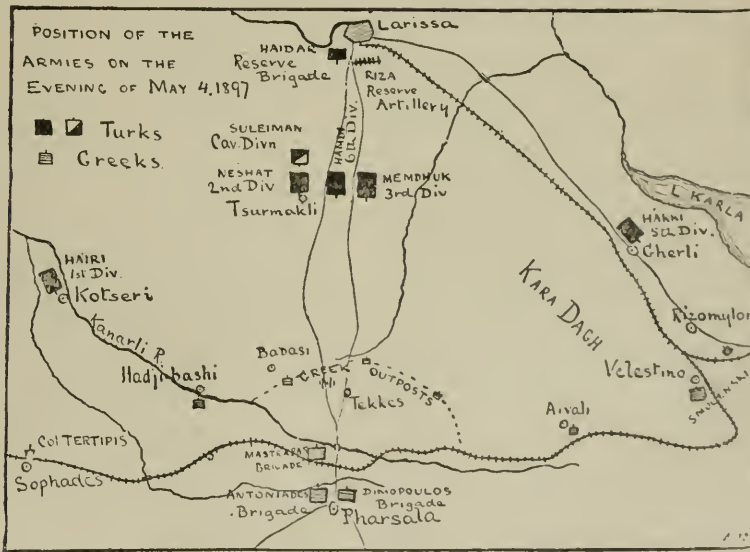 POSITION OF THE
ARMIES ON THE
EVENING OF MAY 4, 1897
Turks
Greeks
Larissa
HAIDAR
Reserve
Brigade
RIZA
Reserve
Artillery
SULEIMAN
Cav. Divn
HAMDI
6th Div.
NESHAT
2nd Div
Tsurmakli
MEMDHUK
3rd Div
L KARLA
HAKKI
5th Div.
Gherli
HAIRI
1st Div.
Kotseri
KARA DAGH
Rizomylon
Kanarli R.
Badasi
Hadjibashi
GREEK OUTPOSTS
Tekkes
Velestino
Aivali
Col TERTIPIS
Sophades
MASTRAPAS
BRIGADE
ANTONIADES
Brigade
DIMOPOULOS
Brigade
Pharsala